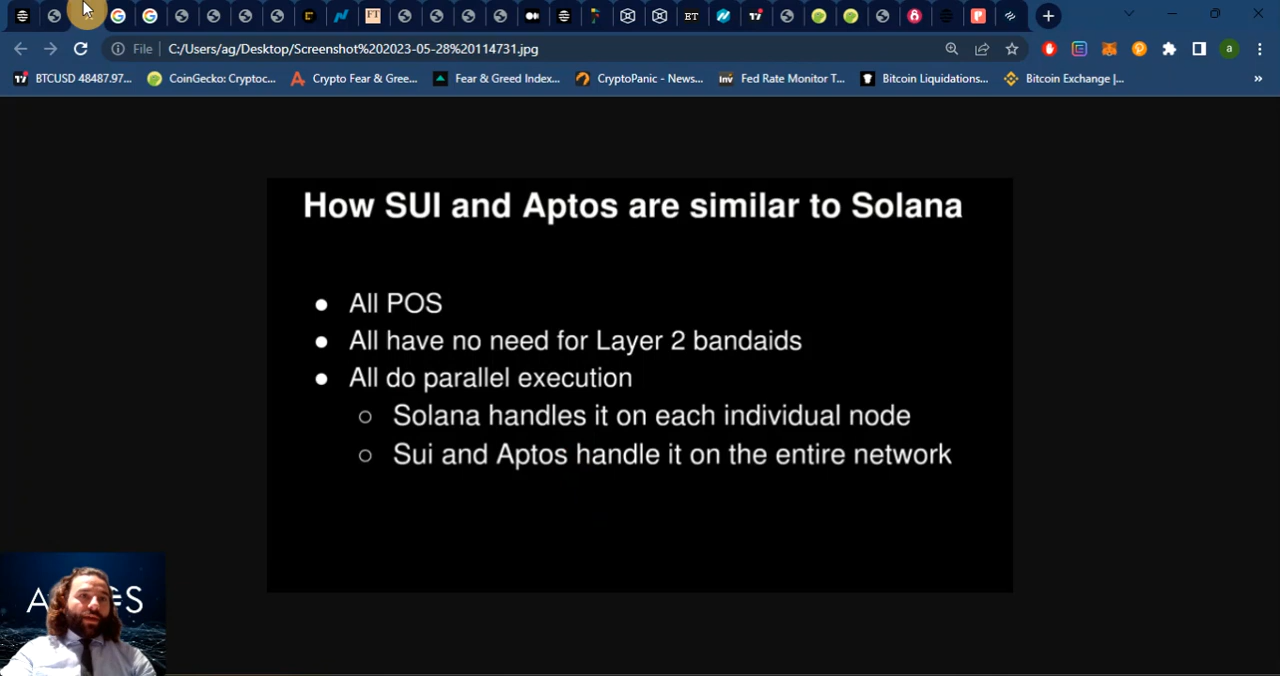 File
C:/Users/ag/Desktop/Screenshot%202023-05-28%20114731.jpg
BTCUSD 48487.97...
CoinGecko: Cryptoc...
Crypto Fear & Gree...
Fear & Greed Index...
CryptoPanic - News...
Fed Rate Monitor T...
Bitcoin Liquidations...
Bitcoin Exchange |...
How SUI and Aptos are similar to Solana
All POS
All have no need for Layer 2 bandaids
All do parallel execution
Solana handles it on each individual node
Sui and Aptos handle it on the entire network